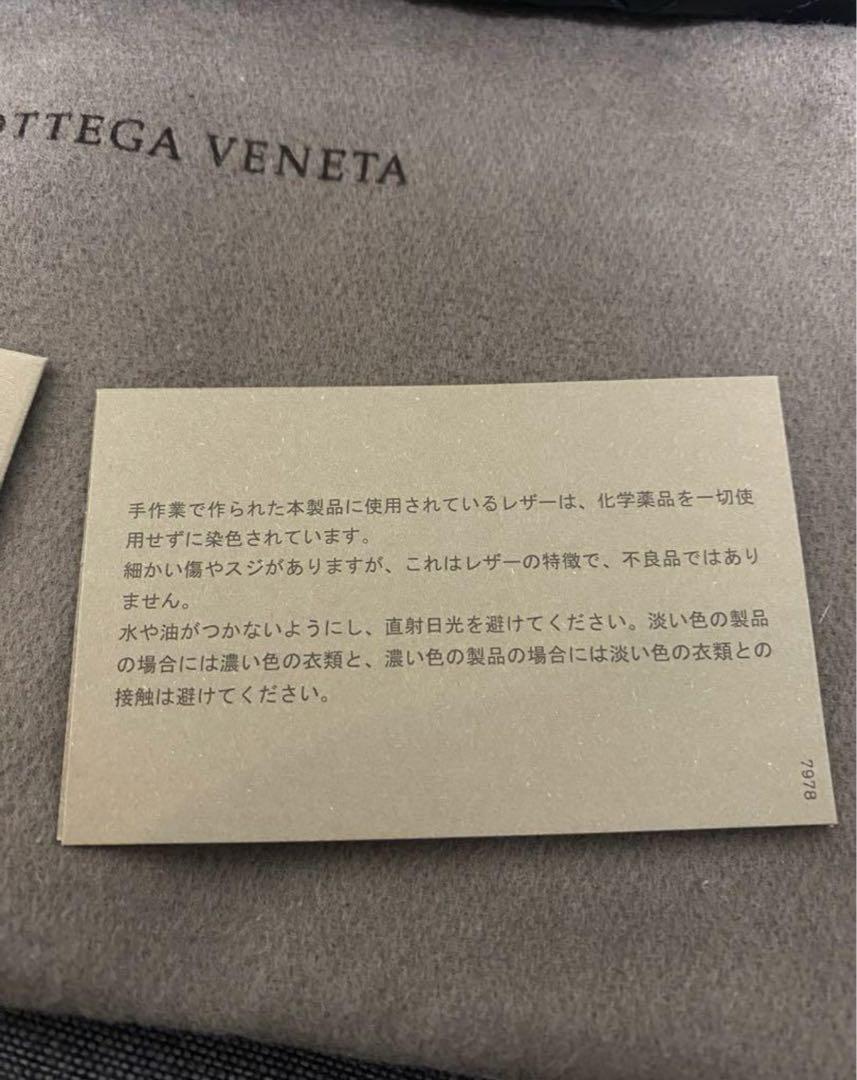 BOTTEGA VENETA
手作業で作られた本製品に使用されているレザーは、化学薬品を一切使
用せずに染色されています。
細かい傷やスジがありますが、これはレザーの特徴で、不良品ではあり
ません。
水や油がつかないようにし、直射日光を避けてください。淡い色の製品
の場合には濃い色の衣類と、濃い色の製品の場合には淡い色の衣類との
接触は避けてください。
7978